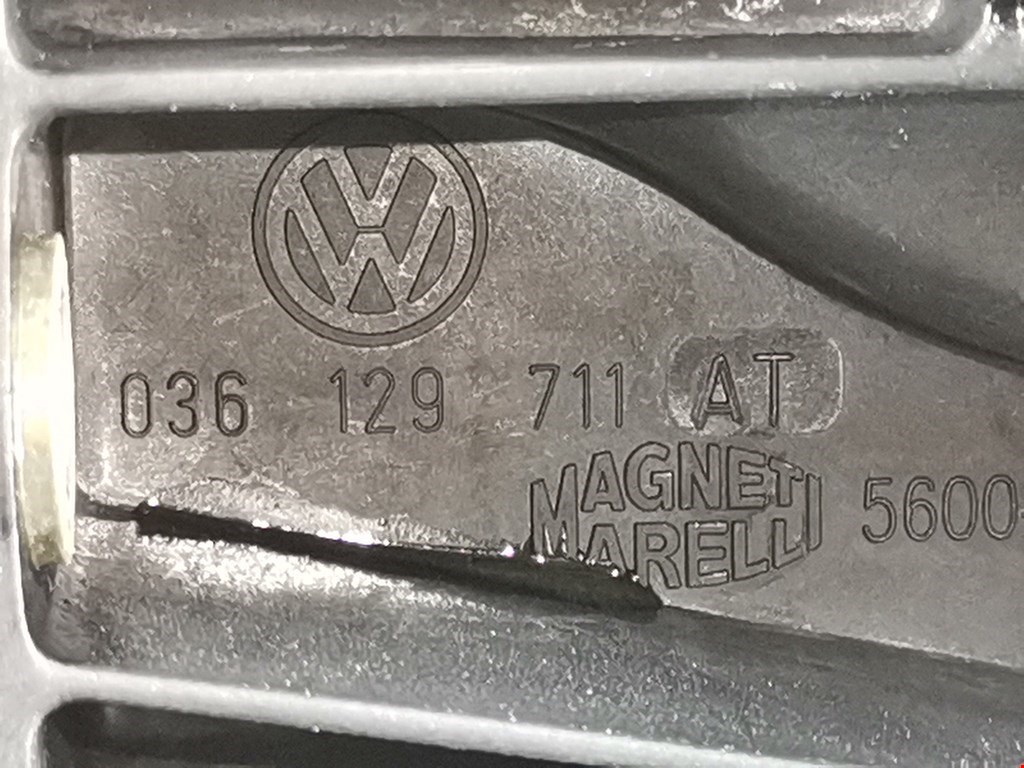 036 129 711 AT
MAGNETI
MARELLI
5600